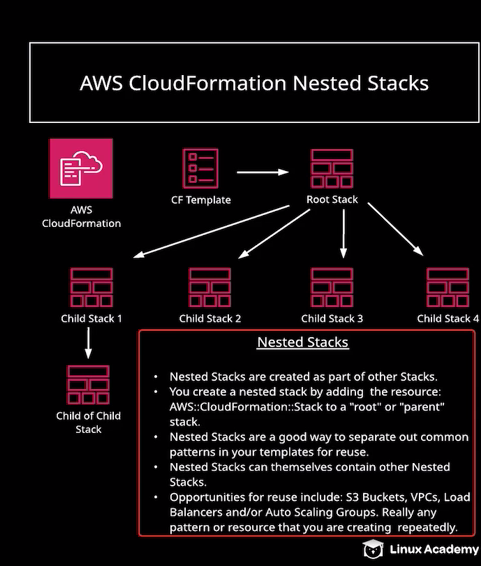 AWS CloudFormation Nested Stacks
AWS
CloudFormation
CF Template
Root Stack
Child Stack 1
Child Stack 2
Child Stack 3
Child Stack 4
Child of Child
Stack
Nested Stacks
• Nested Stacks are created as part of other Stacks.
• You create a nested stack by adding the resource:
AWS::CloudFormation::Stack to a "root" or "parent"
stack.
• Nested Stacks are a good way to separate out common
patterns in your templates for reuse.
• Nested Stacks can themselves contain other Nested
Stacks.
• Opportunities for reuse include: S3 Buckets, VPCs, Load
Balancers and/or Auto Scaling Groups. Really any
pattern or resource that you are creating repeatedly.
Linux Academy